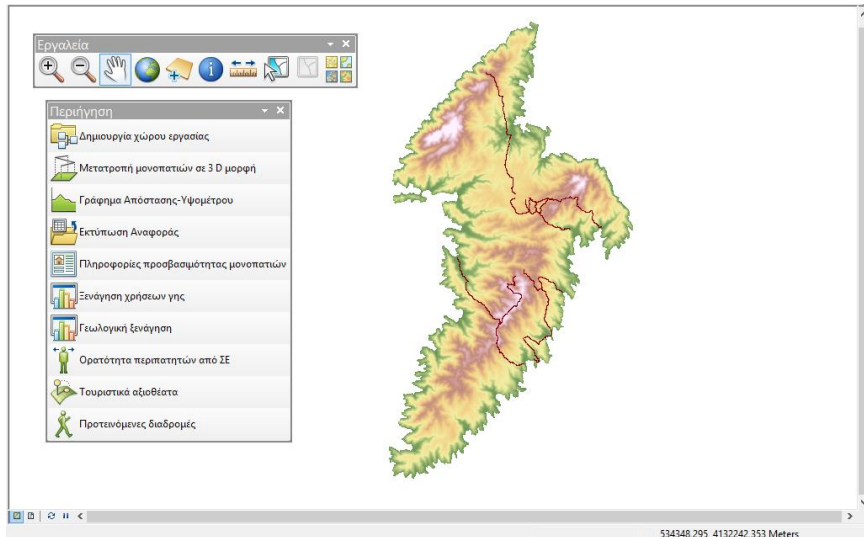 Εργαλεία
Περιήγηση
Δημιουργία χώρου εργασίας
Μετατροπή μονοπατιών σε 3 D μορφή
Γράφημα Απόστασης-Υψομέτρου
Εκτύπωση Αναφοράς
Πληροφορίες προσβασιμότητας μονοπατιών
Ξενάγηση χρήσεων γης
Γεωλογική ξενάγηση
Ορατότητα περιπατητών από ΣΕ
Τουριστικά αξιοθέατα
Προτεινόμενες διαδρομές
534348,295 4132242,353 Meters